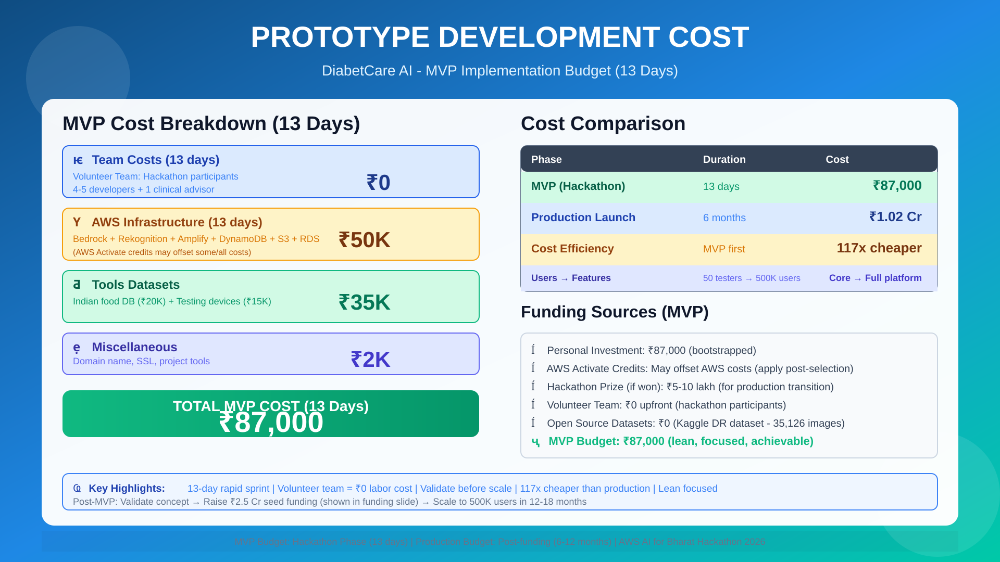 PROTOTYPE DEVELOPMENT COST
DiabetCare AI - MVP Implementation Budget (13 Days)
MVP Cost Breakdown (13 Days)
ѥ Team Costs (13 days)
Volunteer Team: Hackathon participants
4-5 developers + 1 clinical advisor
₹0
Y AWS Infrastructure (13 days)
Bedrock + Rekognition + Amplify + DynamoDB + S3 + RDS
(AWS Activate credits may offset some/all costs)
₹50K
Tools Datasets
Indian food DB (₹20K) + Testing devices (₹15K)
₹35K
ẹ Miscellaneous
Domain name, SSL, project tools
₹2K
TOTAL MVP COST (13 Days)
₹87,000
Cost Comparison
Phase Duration Cost
MVP (Hackathon) 13 days ₹87,000
Production Launch 6 months ₹1.02 Cr
Cost Efficiency MVP first 117x cheaper
Users → Features 50 testers → 500K users Core → Full platform
Funding Sources (MVP)
Personal Investment: ₹87,000 (bootstrapped)
AWS Activate Credits: May offset AWS costs (apply post-selection)
Hackathon Prize (if won): ₹5-10 lakh (for production transition)
Volunteer Team: ₹0 upfront (hackathon participants)
Open Source Datasets: ₹0 (Kaggle DR dataset - 35,126 images)
MVP Budget: ₹87,000 (lean, focused, achievable)
Key Highlights: 13-day rapid sprint | Volunteer team = ₹0 labor cost | Validate before scale | 117x cheaper than production | Lean focused
Post-MVP: Validate concept → Raise ₹2.5 Cr seed funding (shown in funding slide) → Scale to 500K users in 12-18 months
MVP Budget: Hackathon Phase (13 days) | Production Budget: Post-funding (6-12 months) | AWS AI for Bharat Hackathon 2026